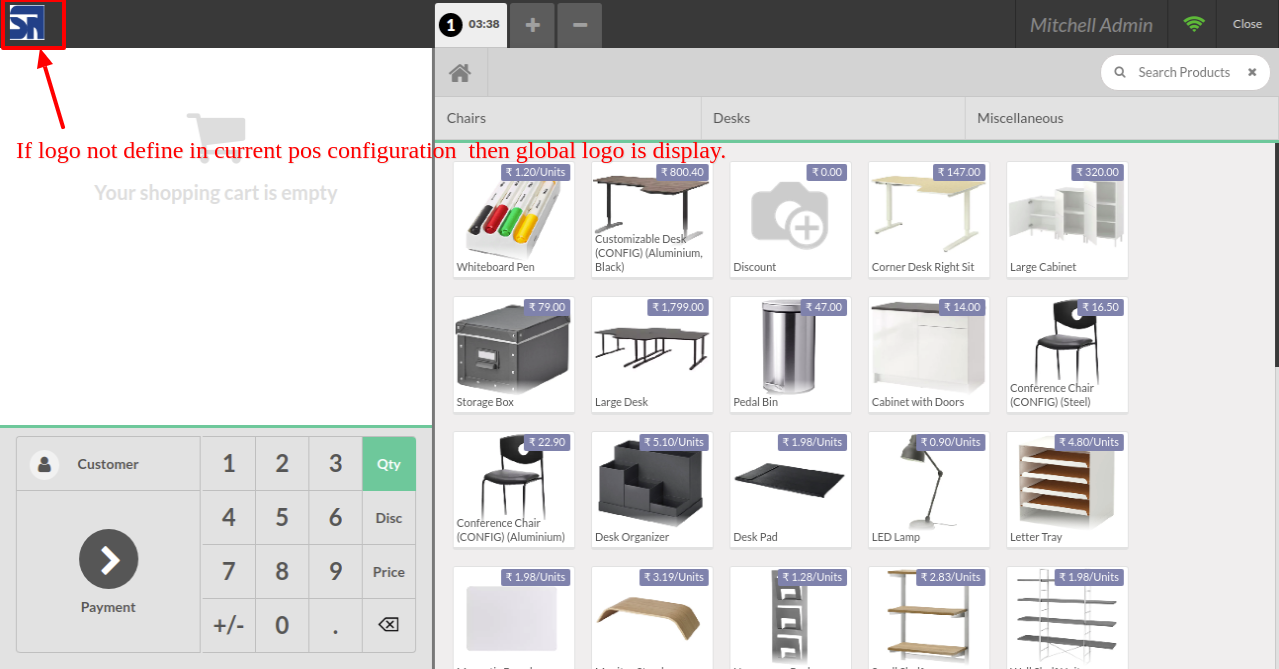 SR
1 03:38
Mitchell Admin
Close
Search Products
Chairs
Desks
Miscellaneous
If logo not define in current pos configuration  then global logo is display.
Your shopping cart is empty
₹ 1.20/Units
Whiteboard Pen
₹ 800.40
Customizable Desk
(CONFIG) (Aluminium,
Black)
₹ 0.00
Discount
₹ 147.00
Corner Desk Right Sit
₹ 320.00
Large Cabinet
₹ 79.00
Storage Box
₹ 1,799.00
Large Desk
₹ 47.00
Pedal Bin
₹ 14.00
Cabinet with Doors
₹ 16.50
Conference Chair
(CONFIG) (Steel)
₹ 22.90
Conference Chair
(CONFIG) (Aluminium)
₹ 5.10/Units
Desk Organizer
₹ 1.98/Units
Desk Pad
₹ 0.90/Units
LED Lamp
₹ 4.80/Units
Letter Tray
₹ 1.98/Units
₹ 3.19/Units
₹ 1.28/Units
₹ 2.83/Units
₹ 1.98/Units
Customer
1 2 3 Qty
4 5 6 Disc
7 8 9 Price
Payment
+/- 0 .